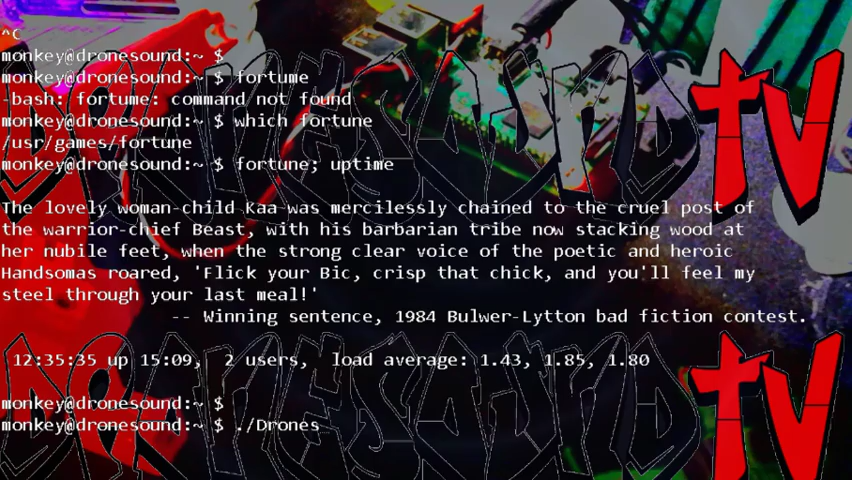 ^C
monkey@dronesound:~ $
monkey@dronesound:~ $ fortume
-bash: fortume: command not found
monkey@dronesound:~ $ which fortune
/usr/games/fortune
monkey@dronesound:~ $ fortune; uptime
The lovely woman-child Kaa was mercilessly chained to the cruel post of
the warrior-chief Beast, with his barbarian tribe now stacking wood at
her nubile feet, when the strong clear voice of the poetic and heroic
Handsomas roared, 'Flick your Bic, crisp that chick, and you'll feel my
steel through your last meal!'
-- Winning sentence, 1984 Bulwer-Lytton bad fiction contest.
12:35:35 up 15:09,  2 users,  load average: 1.43, 1.85, 1.80
monkey@dronesound:~ $
monkey@dronesound:~ $ ./Drones
DRONESOUND TV
DRONESOUND TV